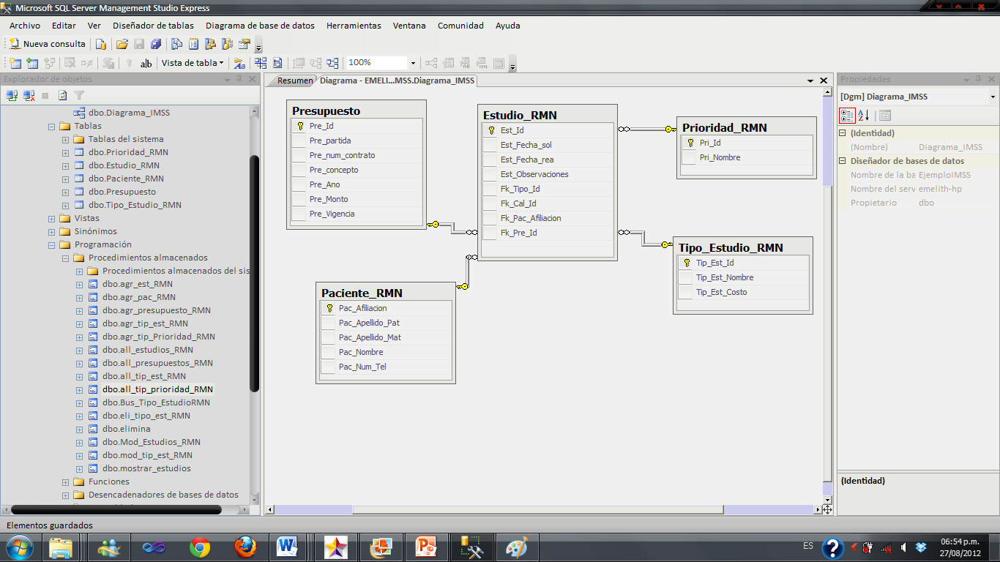 Microsoft SQL Server Management Studio Express
Archivo Editar Ver Diseñador de tablas Diagrama de base de datos Herramientas Ventana Comunidad Ayuda
Nueva consulta
ab| Vista de tabla 100%
Explorador de objetos
dbo.Diagrama_IMSS
Tablas
Tablas del sistema
dbo.Prioridad_RMN
dbo.Estudio_RMN
dbo.Paciente_RMN
dbo.Presupuesto
dbo.Tipo_Estudio_RMN
Vistas
Sinónimos
Programación
Procedimientos almacenados
Procedimientos almacenados del sis
dbo.agr_est_RMN
dbo.agr_pac_RMN
dbo.agr_presupuesto_RMN
dbo.agr_tip_est_RMN
dbo.agr_tip_Prioridad_RMN
dbo.all_estudios_RMN
dbo.all_presupuestos_RMN
dbo.all_tip_est_RMN
dbo.all_tip_prioridad_RMN
dbo.Bus_Tipo_EstudioRMN
dbo.eli_tipo_est_RMN
dbo.elimina
dbo.Mod_Estudios_RMN
dbo.mod_tip_est_RMN
dbo.mostrar_estudios
Funciones
Desencadenadores de bases de datos
Resumen Diagrama - EMELI...MSS.Diagrama_IMSS
Presupuesto
Pre_Id
Pre_partida
Pre_num_contrato
Pre_concepto
Pre_Ano
Pre_Monto
Pre_Vigencia
Estudio_RMN
Est_Id
Est_Fecha_sol
Est_Fecha_rea
Est_Observaciones
Fk_Tipo_Id
Fk_Cal_Id
Fk_Pac_Afiliacion
Fk_Pre_Id
Prioridad_RMN
Pri_Id
Pri_Nombre
Tipo_Estudio_RMN
Tip_Est_Id
Tip_Est_Nombre
Tip_Est_Costo
Paciente_RMN
Pac_Afiliacion
Pac_Apellido_Pat
Pac_Apellido_Mat
Pac_Nombre
Pac_Num_Tel
Propiedades
[Dgm] Diagrama_IMSS
(Identidad)
(Nombre) Diagrama_IMSS
Diseñador de bases de datos
Nombre de la ba EjemploIMSS
Nombre del serv emelith-hp
Propietario dbo
(Identidad)
Elementos guardados
ES
06:54 p.m.
27/08/2012